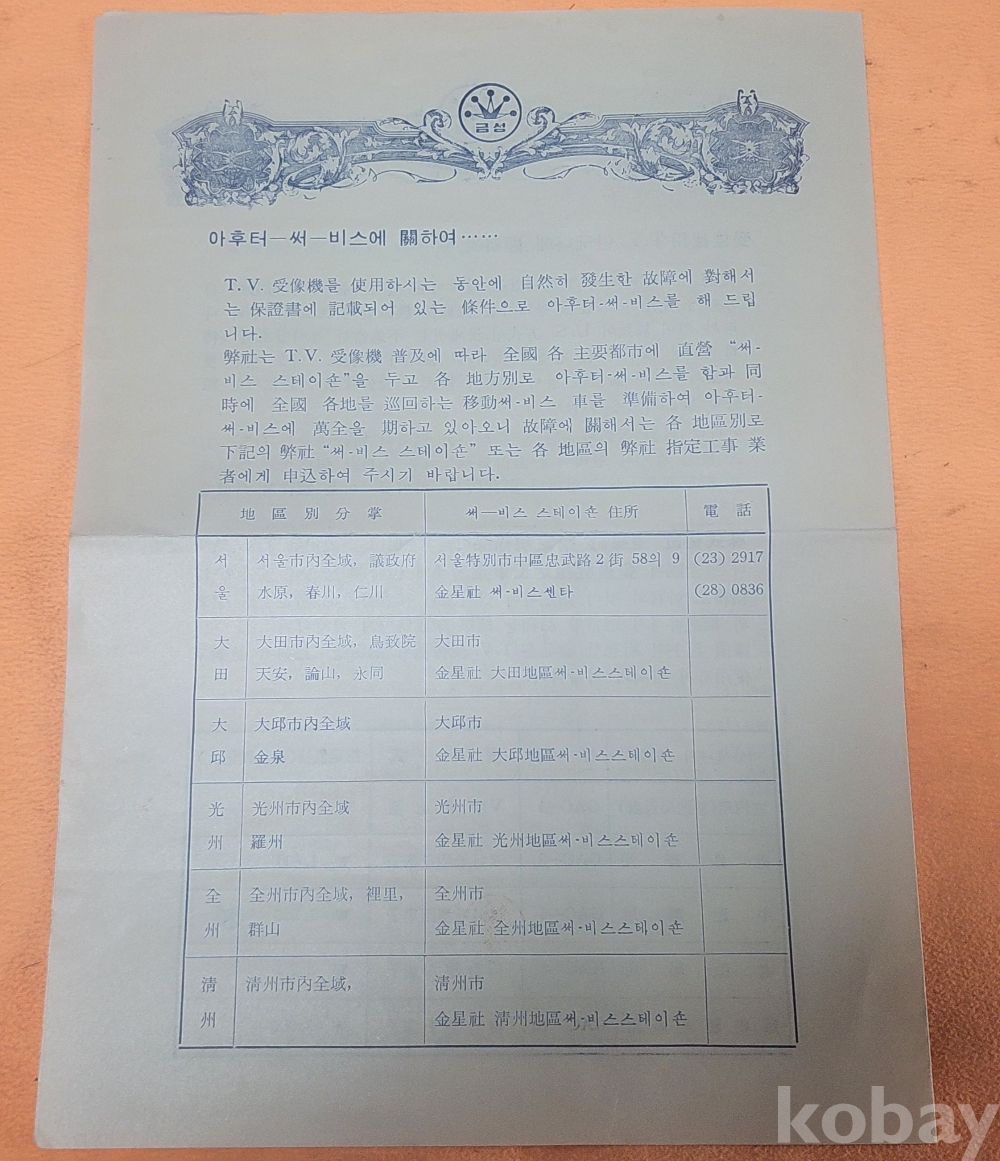 금성
아후터—써—비스에 關하여……
T.V. 受像機를 使用하시는 동안에 自然히 發生한 故障에 對해서
는 保證書에 記載되어 있는 條件으로 아후터-써-비스를 해 드립
니다.
弊社는 T.V. 受像機 普及에 따라 全國 各 主要都市에 直營 “써-
비스 스테이숀”을 두고 各 地方別로 아후터-써-비스를 함과 同
時에 全國 各地를 巡回하는 移動써-비스 車를 準備하여 아후터-
써-비스에 萬全을 期하고 있아오니 故障에 關해서는 各 地區別로
下記의 弊社 “써-비스 스테이숀” 또는 各 地區의 弊社 指定工事 業
者에게 申込하여 주시기 바랍니다.
地區別分掌 써—비스 스테이숀 住所 電話
서 서울市內全域, 議政府 서울特別市中區忠武路 2 街 58의 9 (23) 2917
울 水原, 春川, 仁川 金星社 써-비스쎈타 (28) 0836
大 大田市內全域, 鳥致院 大田市
田 天安, 論山, 永同 金星社 大田地區써-비스스테이숀
大 大邱市內全域 大邱市
邱 金泉 金星社 大邱地區써-비스스테이숀
光 光州市內全域 光州市
州 羅州 金星社 光州地區써-비스스테이숀
全 全州市內全域, 裡里, 全州市
州 群山 金星社 全州地區써-비스스테이숀
清 清州市內全域, 清州市
州 金星社 清州地區써-비스스테이숀
kobay